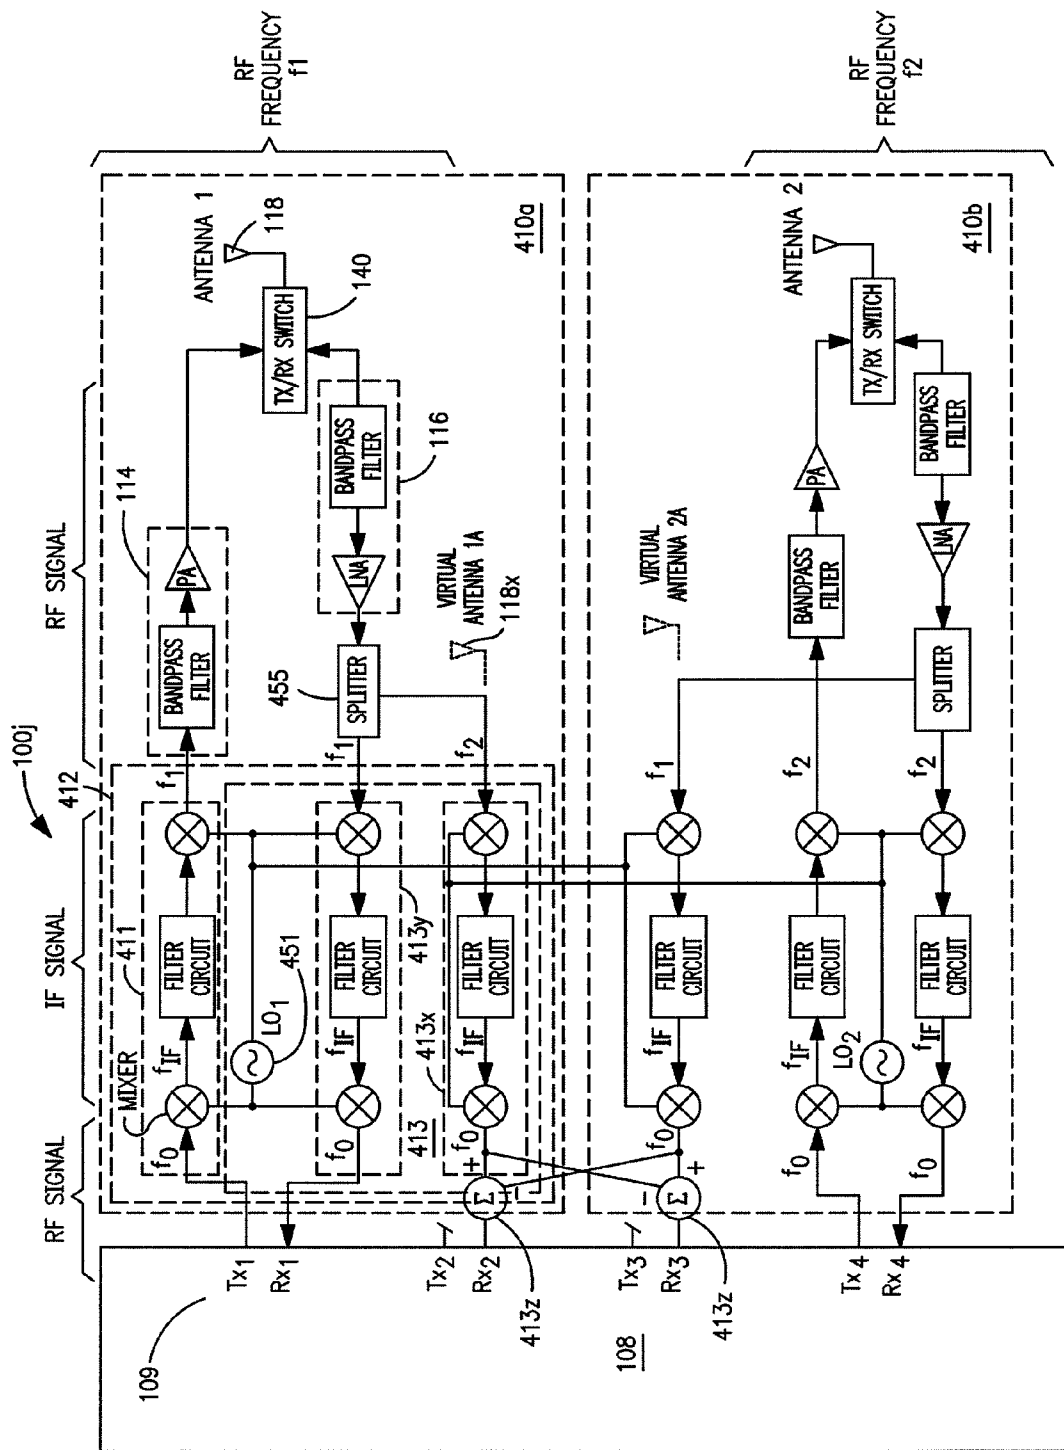 100j
RF SIGNAL
IF SIGNAL
RF SIGNAL
412
411
MIXER
114
109
Tx1
f0
fIF
FILTER
CIRCUIT
f1
BANDPASS
FILTER
PA
ANTENNA 1
118
RF
FREQUENCY
f1
LO1
451
455
TX/RX SWITCH
140
Rx1
f0
fIF
FILTER
CIRCUIT
f1
SPLITTER
LNA
BANDPASS
FILTER
413y
116
413
413x
VIRTUAL
ANTENNA 1A
118x
Tx2
Rx2
+
Σ
−
f0
fIF
FILTER
CIRCUIT
f2
410a
413z
108
Tx3
Rx3
−
Σ
+
f0
fIF
FILTER
CIRCUIT
f1
VIRTUAL
ANTENNA 2A
413z
Tx4
f0
fIF
FILTER
CIRCUIT
f2
BANDPASS
FILTER
PA
ANTENNA 2
RF
FREQUENCY
f2
LO2
TX/RX SWITCH
Rx4
f0
fIF
FILTER
CIRCUIT
f2
SPLITTER
LNA
BANDPASS
FILTER
410b